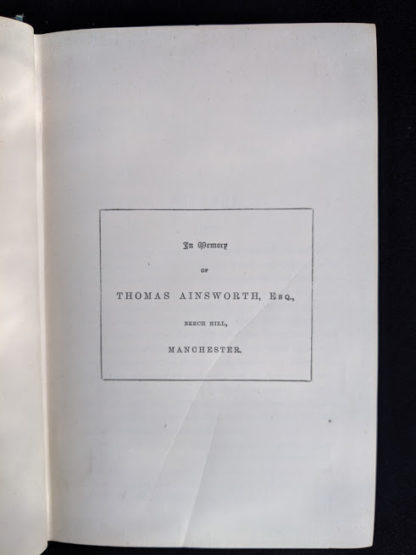 In Memory
OF
THOMAS AINSWORTH, ESQ.,
BEECH HILL,
MANCHESTER.